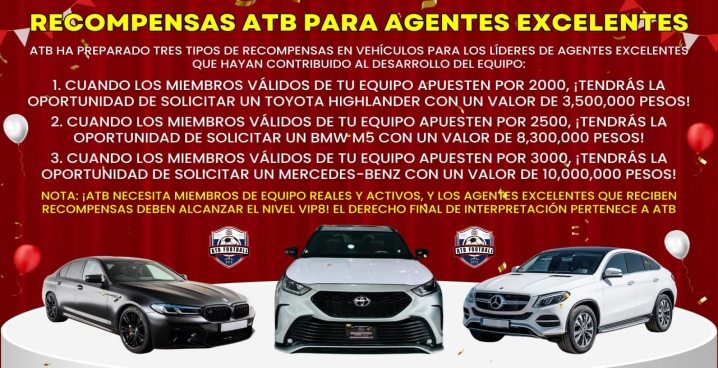 RECOMPENSAS ATB PARA AGENTES EXCELENTES
ATB HA PREPARADO TRES TIPOS DE RECOMPENSAS EN VEHÍCULOS PARA LOS LÍDERES DE AGENTES EXCELENTES
QUE HAYAN CONTRIBUIDO AL DESARROLLO DEL EQUIPO:
1. CUANDO LOS MIEMBROS VÁLIDOS DE TU EQUIPO APUESTEN POR 2000, ¡TENDRÁS LA
OPORTUNIDAD DE SOLICITAR UN TOYOTA HIGHLANDER CON UN VALOR DE 3,500,000 PESOS!
2. CUANDO LOS MIEMBROS VÁLIDOS DE TU EQUIPO APUESTEN POR 2500, ¡TENDRÁS LA
OPORTUNIDAD DE SOLICITAR UN BMW M5 CON UN VALOR DE 8,300,000 PESOS!
3. CUANDO LOS MIEMBROS VÁLIDOS DE TU EQUIPO APUESTEN POR 3000, ¡TENDRÁS LA
OPORTUNIDAD DE SOLICITAR UN MERCEDES-BENZ CON UN VALOR DE 10,000,000 PESOS!
NOTA: ¡ATB NECESITA MIEMBROS DE EQUIPO REALES Y ACTIVOS, Y LOS AGENTES EXCELENTES QUE RECIBEN
RECOMPENSAS DEBEN ALCANZAR EL NIVEL VIP8! EL DERECHO FINAL DE INTERPRETACIÓN PERTENECE A ATB
ATB FOOTBALL
ATB FOOTBALL